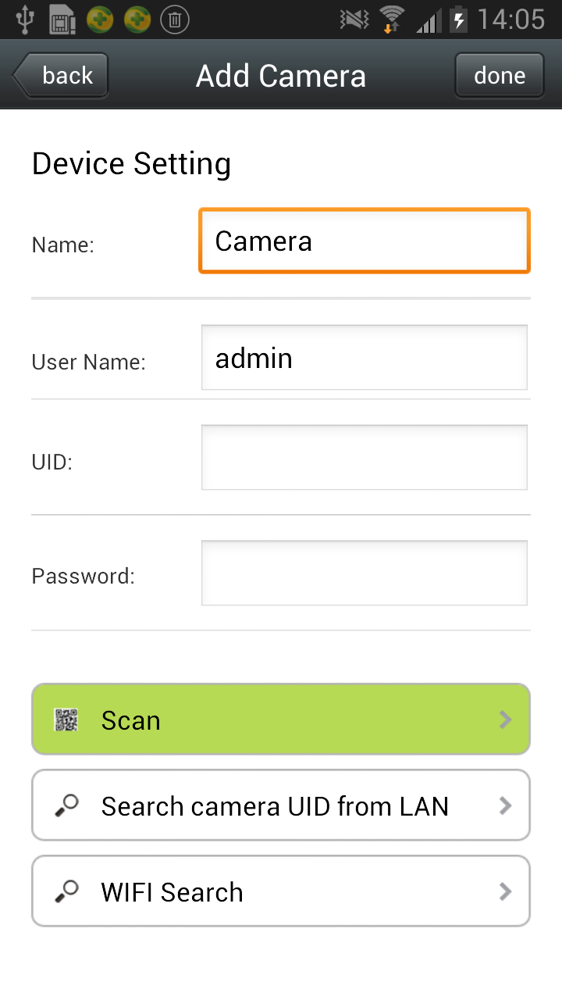 14:05
back
Add Camera
done
Device Setting
Name:
Camera
User Name:
admin
UID:
Password:
Scan
Search camera UID from LAN
WIFI Search